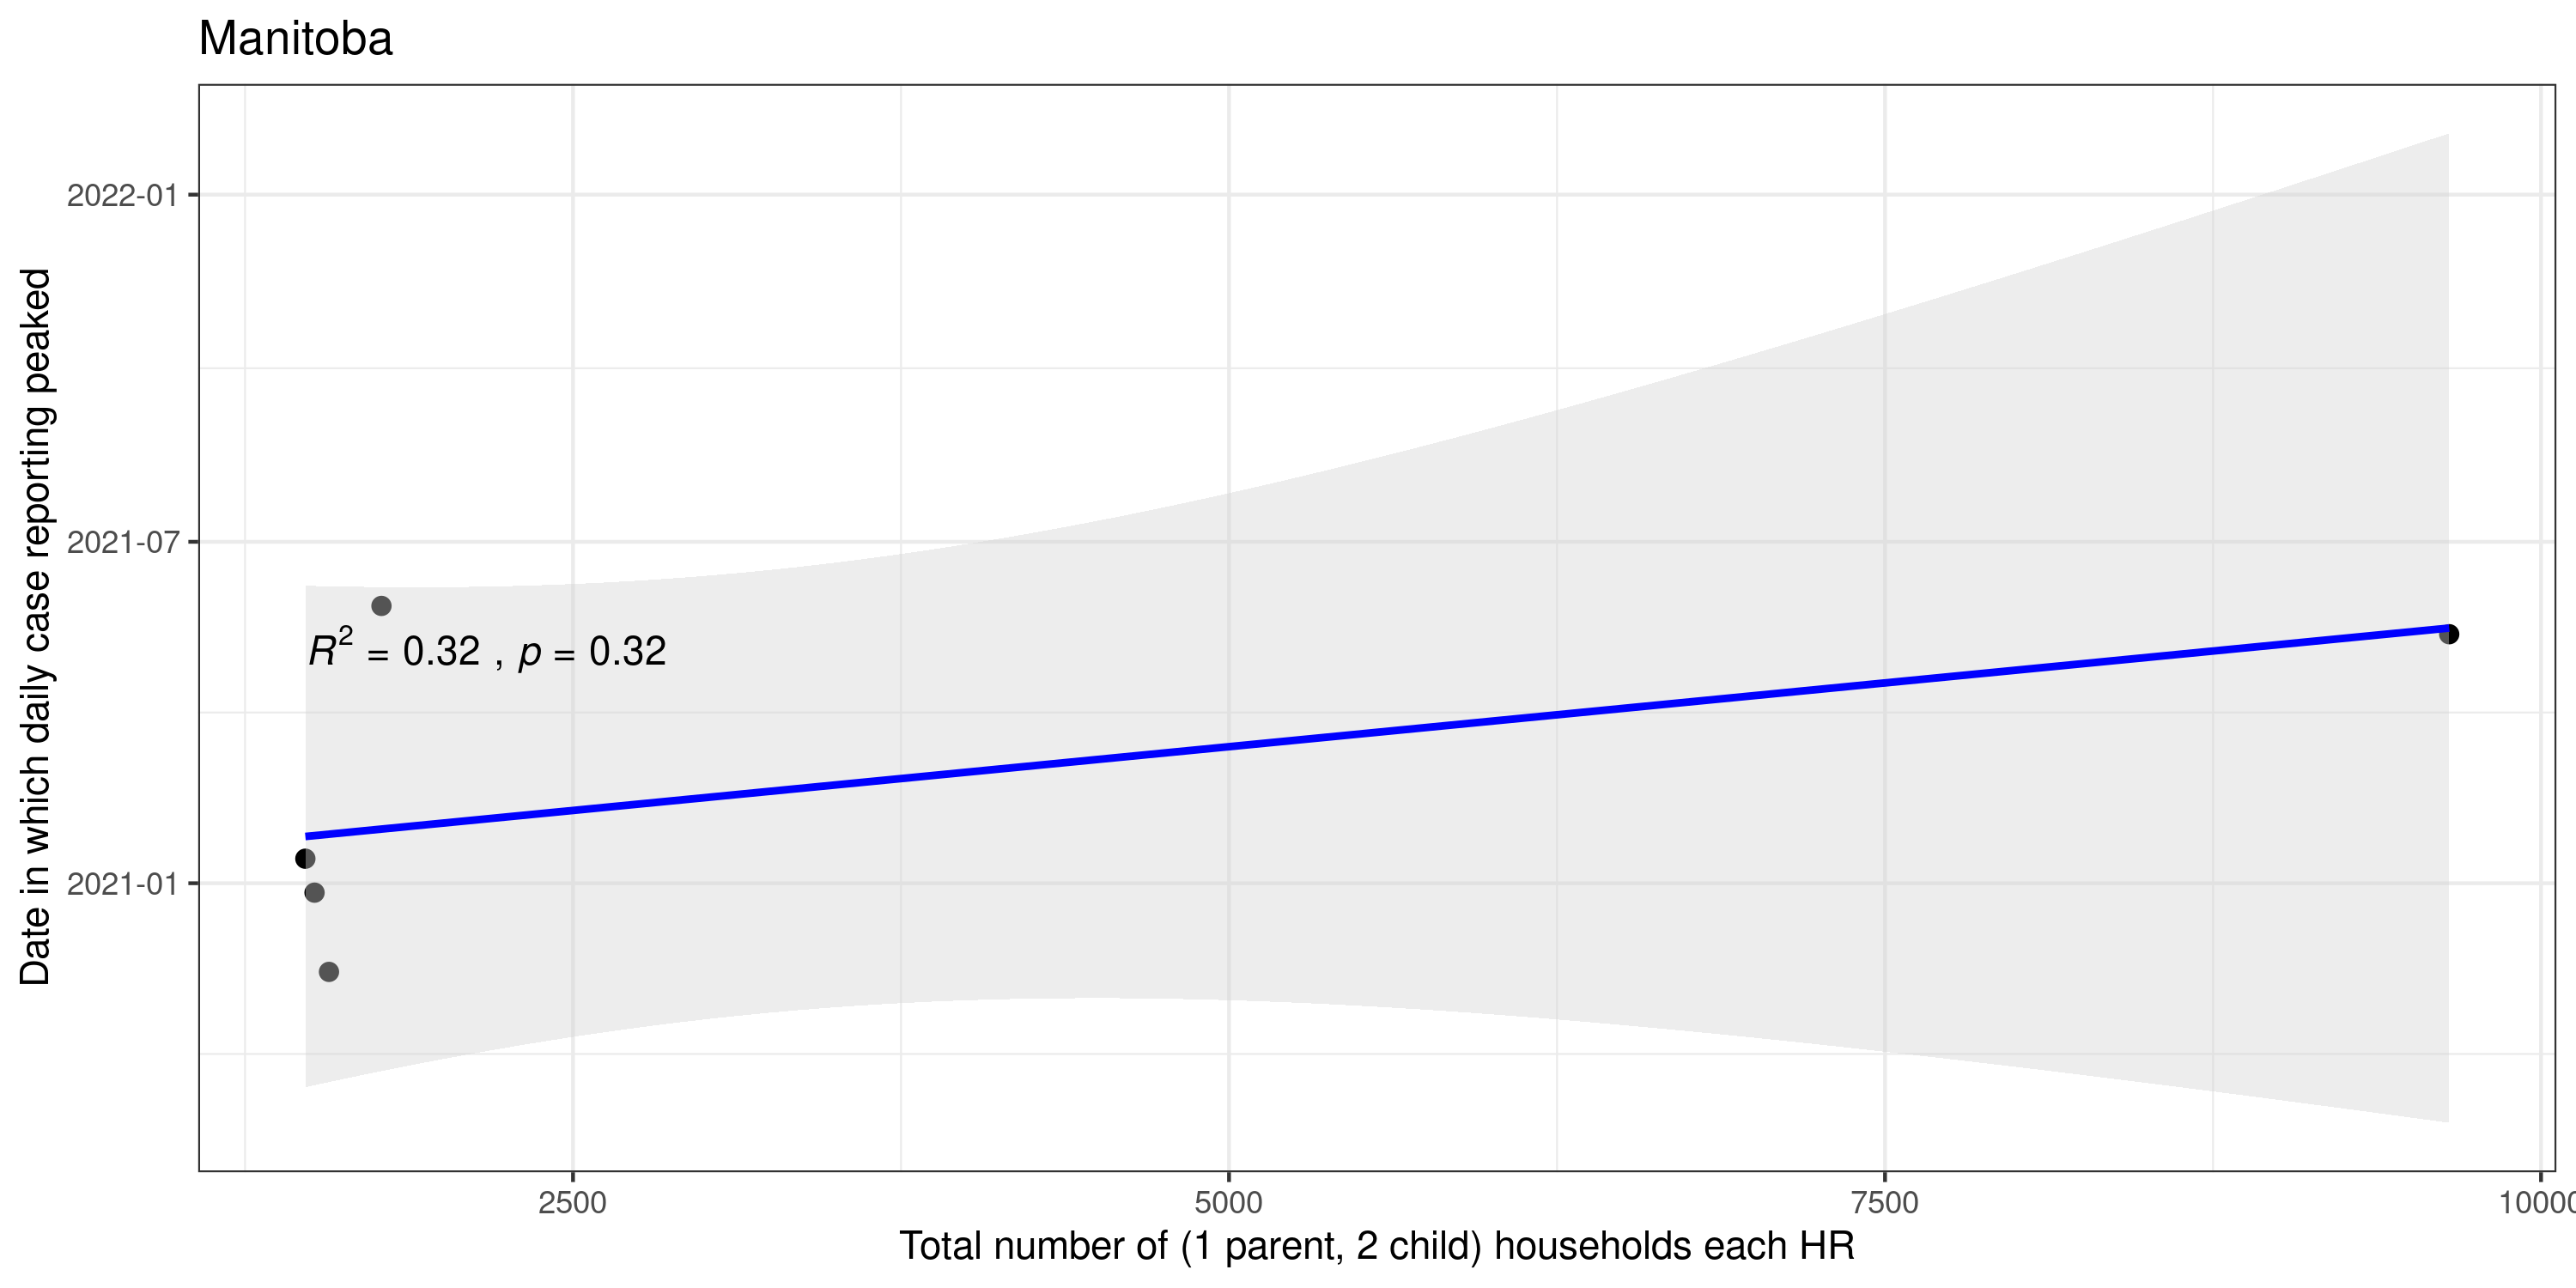 Manitoba
Date in which daily case reporting peaked
2022-01
2021-07
2021-01
R² = 0.32 , p = 0.32
2500 5000 7500 1000
Total number of (1 parent, 2 child) households each HR